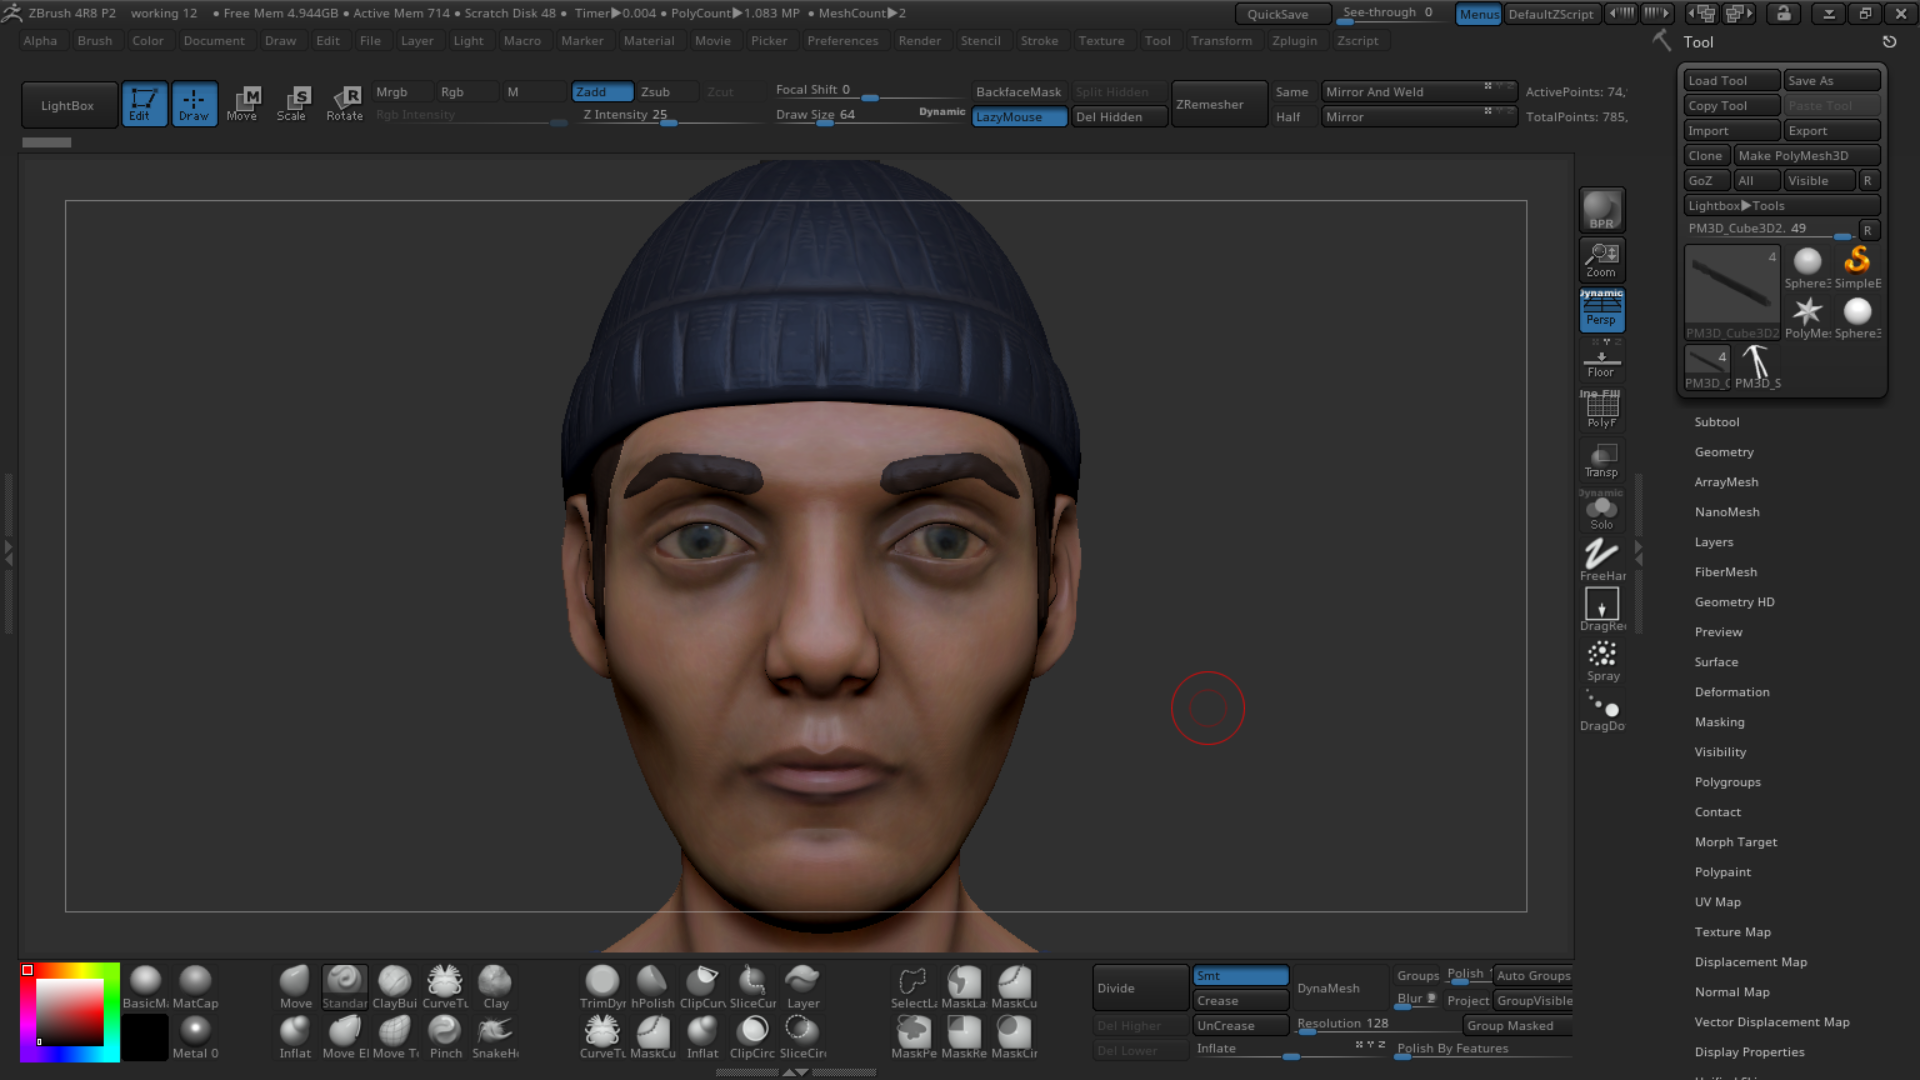 ZBrush 4R8 P2 working 12 • Free Mem 4.944GB • Active Mem 714 • Scratch Disk 48 • Timer▶0.004 • PolyCount▶1.083 MP • MeshCount▶2 QuickSave See-through 0 Menus DefaultZScript
Alpha Brush Color Document Draw Edit File Layer Light Macro Marker Material Movie Picker Preferences Render Stencil Stroke Texture Tool Transform Zplugin Zscript
Tool
LightBox Edit Draw Move Scale Rotate
Mrgb Rgb M Zadd Zsub Zcut Focal Shift 0 BackfaceMask Split Hidden ZRemesher Same Mirror And Weld ActivePoints: 74,
Rgb Intensity Z Intensity 25 Draw Size 64 Dynamic LazyMouse Del Hidden Half Mirror TotalPoints: 785,
Load Tool Save As
Copy Tool Paste Tool
Import Export
Clone Make PolyMesh3D
GoZ All Visible R
Lightbox▶Tools
PM3D_Cube3D2. 49 R
4
Sphere3 SimpleE
PM3D_Cube3D2 PolyMe Sphere3
4
PM3D_C PM3D_S
BPR
Zoom
Dynamic
Persp
Floor
Line Fill
PolyF
Transp
Dynamic
Solo
FreeHar
DragRe
Spray
DragDo
Subtool
Geometry
ArrayMesh
NanoMesh
Layers
FiberMesh
Geometry HD
Preview
Surface
Deformation
Masking
Visibility
Polygroups
Contact
Morph Target
Polypaint
UV Map
Texture Map
Displacement Map
Normal Map
Vector Displacement Map
Display Properties
BasicMa MatCap Move Standar ClayBui CurveTu Clay TrimDyr hPolish ClipCurv SliceCur Layer SelectLa MaskLa MaskCu
Metal 0 Inflat Move El Move To Pinch SnakeHo CurveTu MaskCu Inflat ClipCirc SliceCirc MaskPe MaskRe MaskCir
Divide Smt DynaMesh Groups Polish Auto Groups
Crease Blur 2 Project GroupVisible
Del Higher UnCrease Resolution 128 Group Masked
Del Lower Inflate Polish By Features